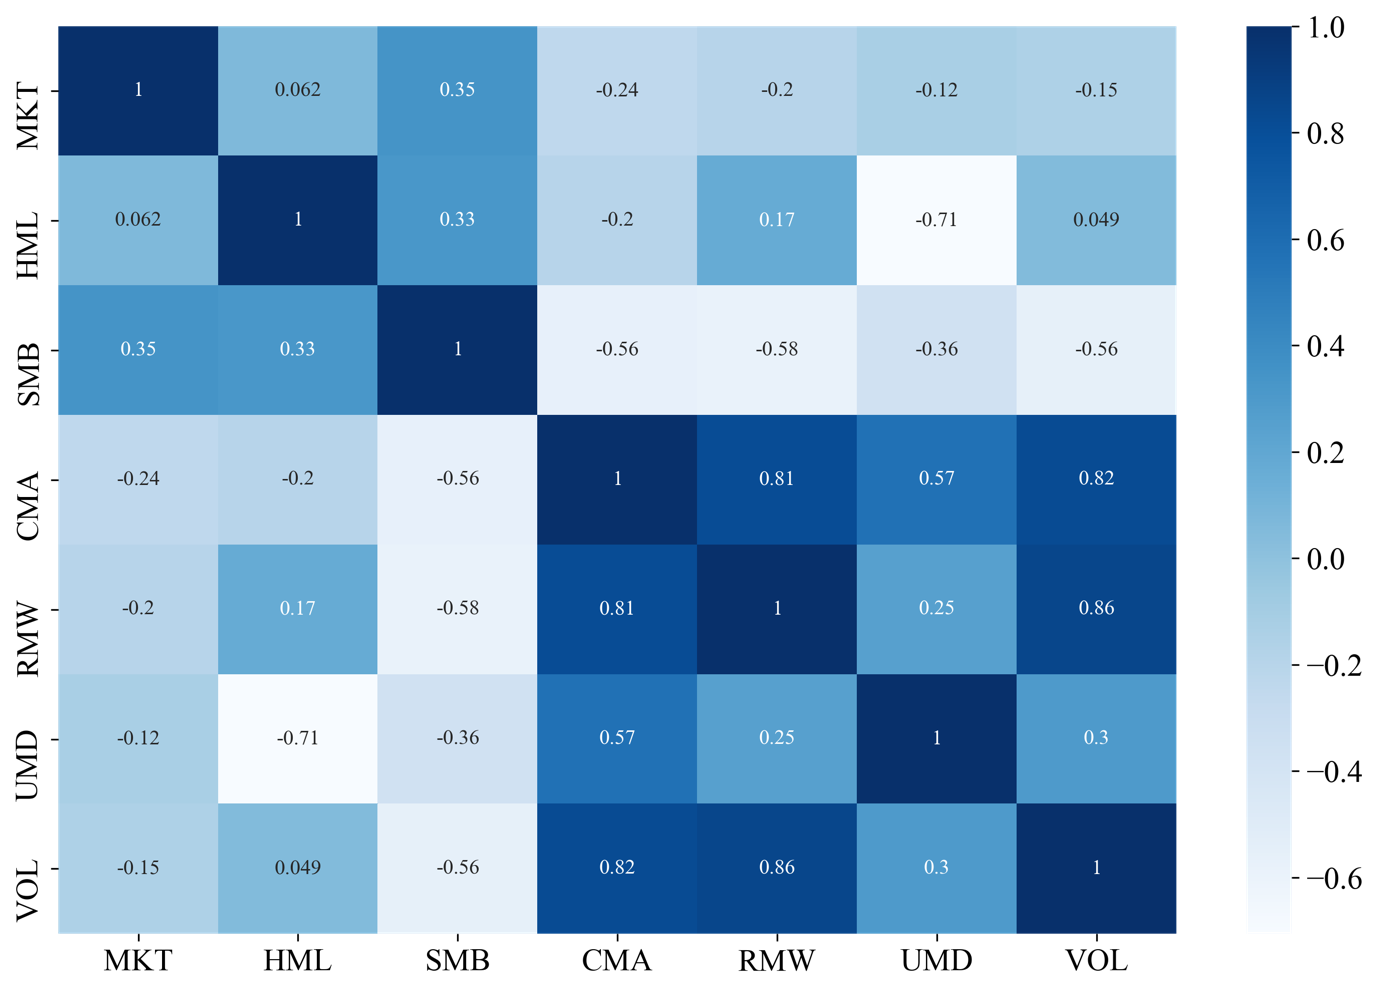 MKT 1 0.062 0.35 -0.24 -0.2 -0.12 -0.15
HML 0.062 1 0.33 -0.2 0.17 -0.71 0.049
SMB 0.35 0.33 1 -0.56 -0.58 -0.36 -0.56
CMA -0.24 -0.2 -0.56 1 0.81 0.57 0.82
RMW -0.2 0.17 -0.58 0.81 1 0.25 0.86
UMD -0.12 -0.71 -0.36 0.57 0.25 1 0.3
VOL -0.15 0.049 -0.56 0.82 0.86 0.3 1
MKT HML SMB CMA RMW UMD VOL
1.0
0.8
0.6
0.4
0.2
0.0
−0.2
−0.4
−0.6